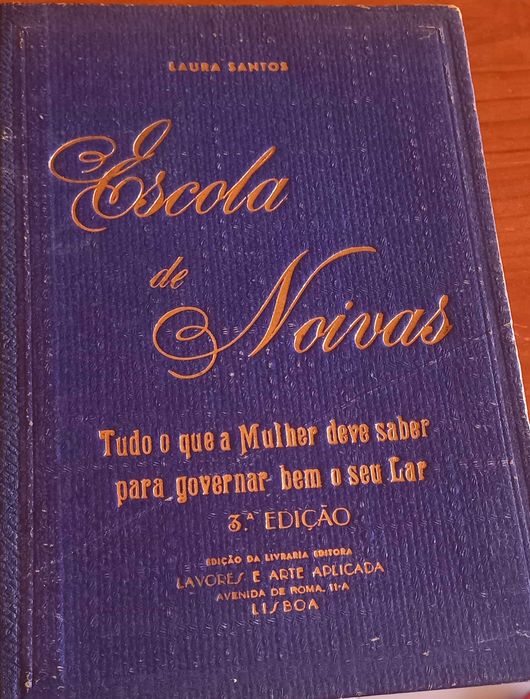 LAURA SANTOS
Escola
de
Noivas
Tudo o que a Mulher deve saber
para governar bem o seu Lar
3.ª EDIÇÃO
EDIÇÃO DA LIVRARIA EDITORA
LAVORES E ARTE APLICADA
AVENIDA DE ROMA, 11-A
LISBOA